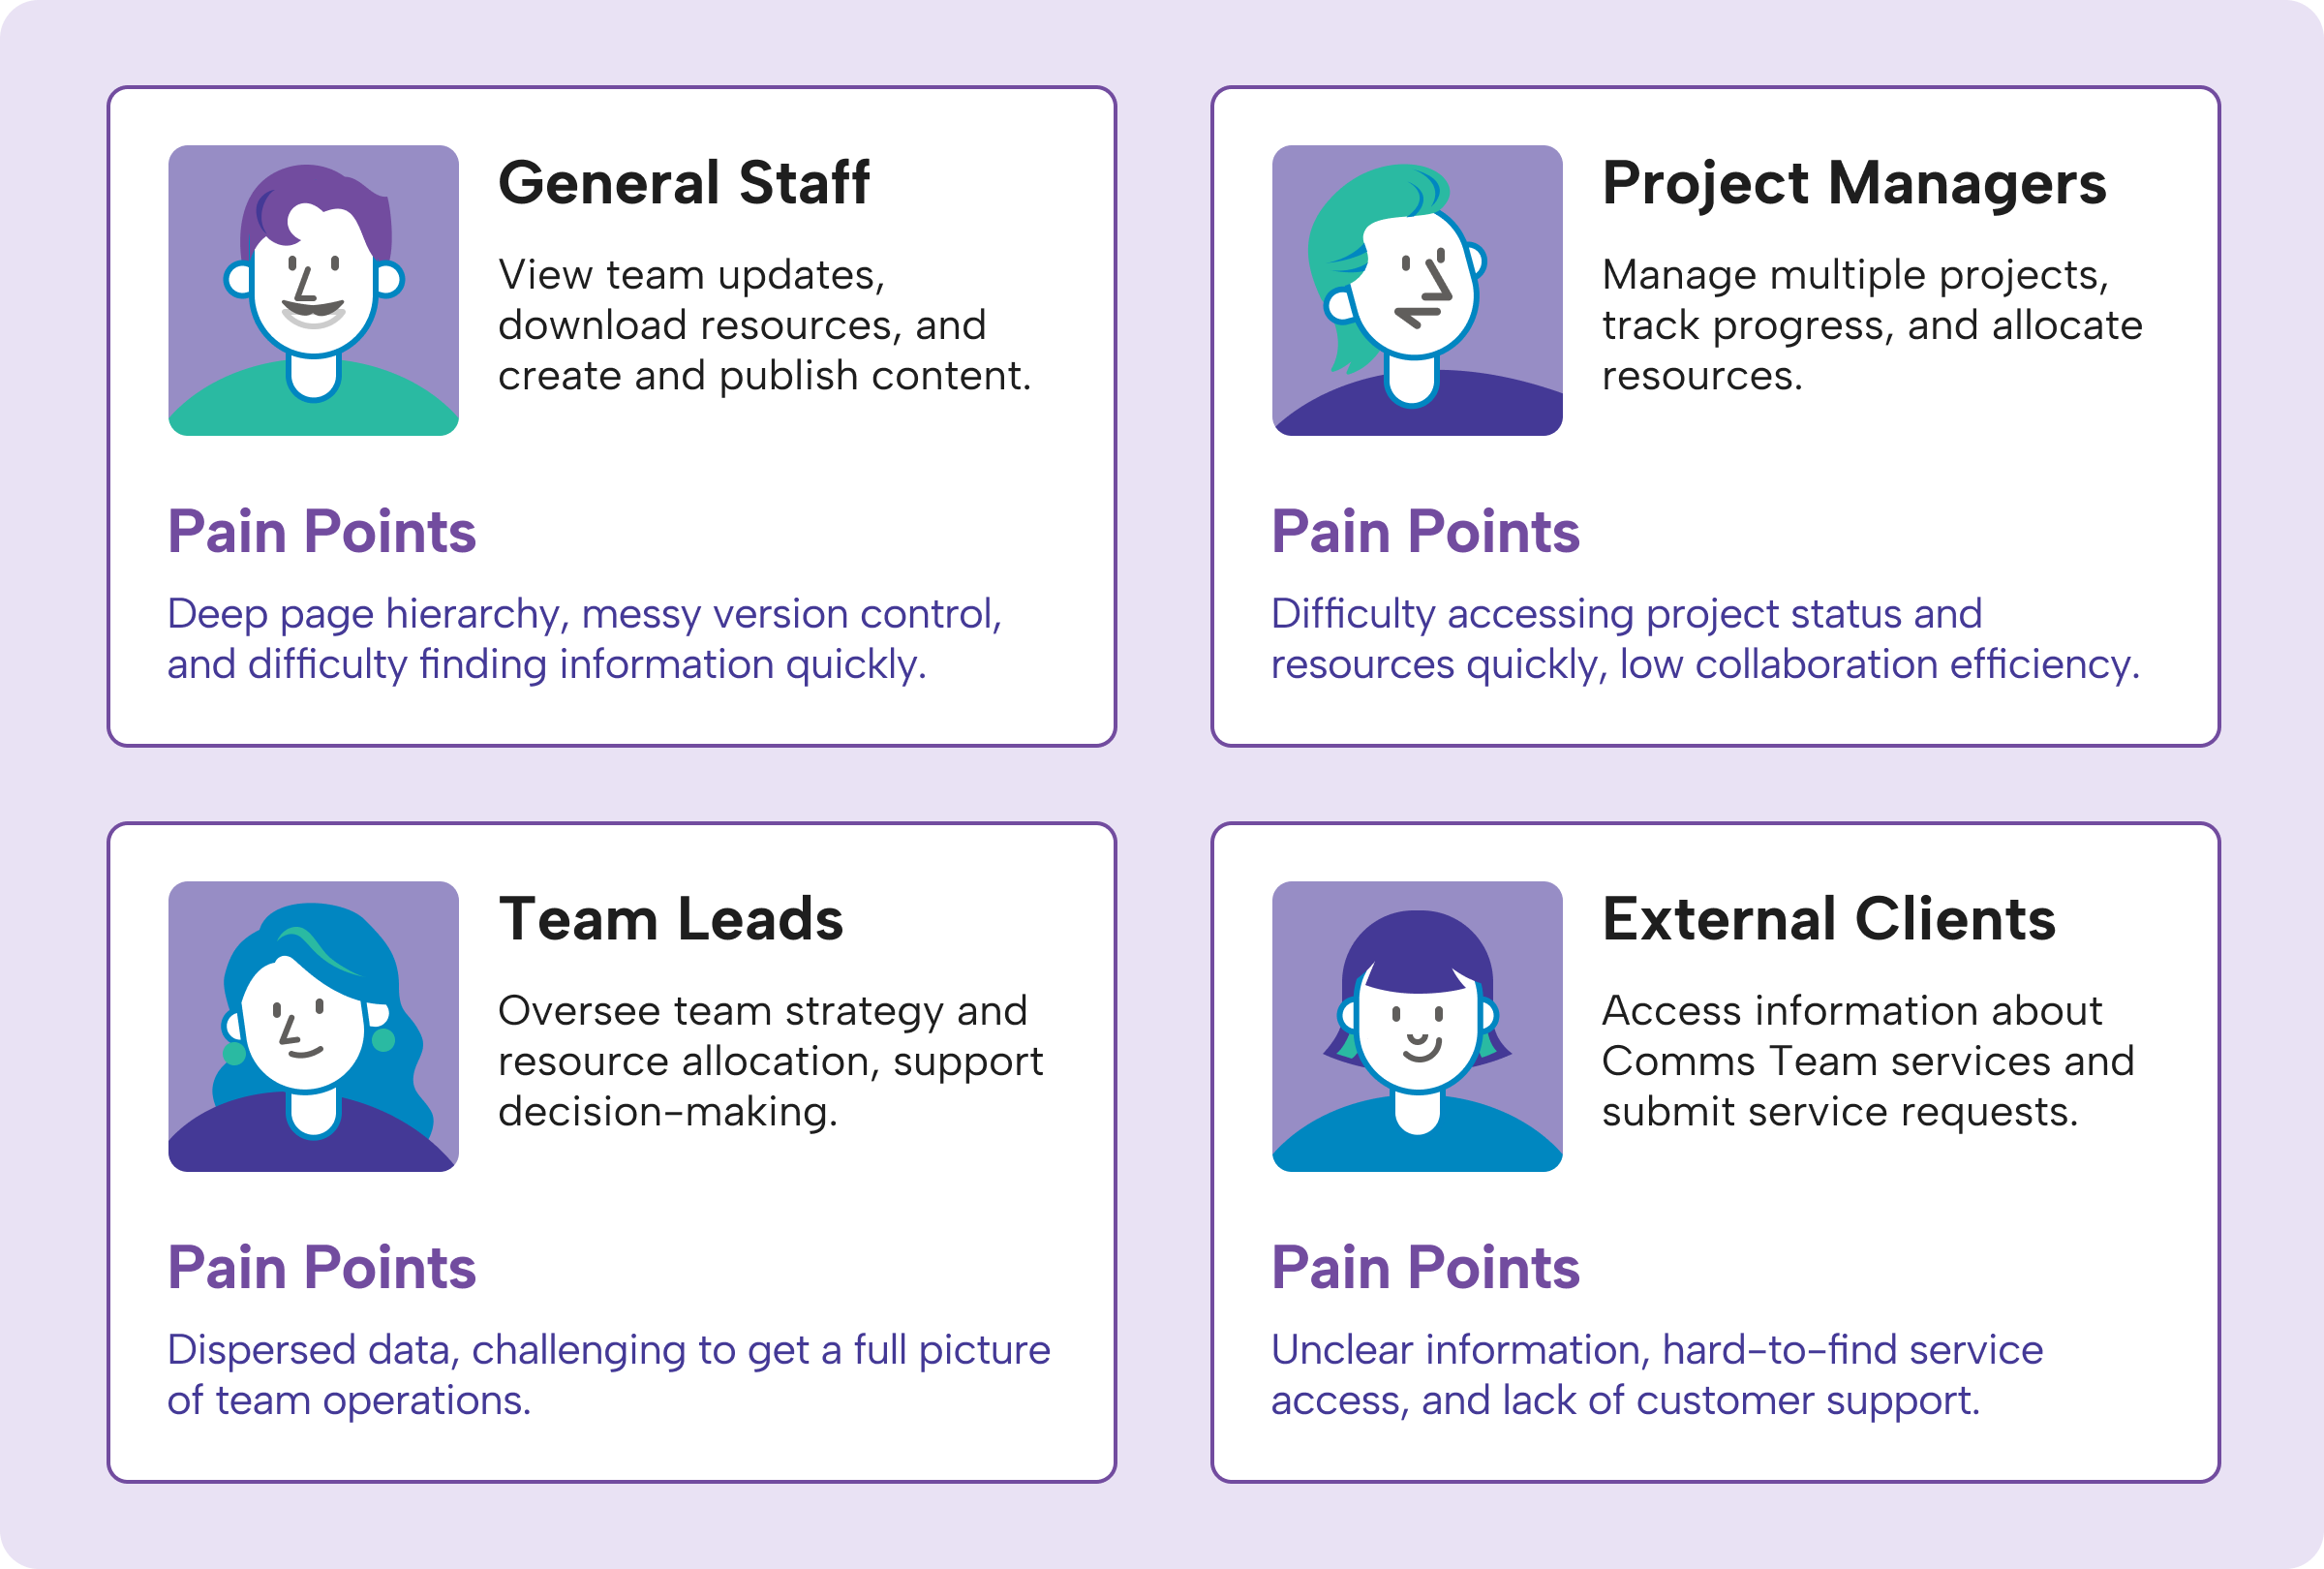 General Staff
View team updates,
download resources, and
create and publish content.
Pain Points
Deep page hierarchy, messy version control,
and difficulty finding information quickly.
Project Managers
Manage multiple projects,
track progress, and allocate
resources.
Pain Points
Difficulty accessing project status and
resources quickly, low collaboration efficiency.
Team Leads
Oversee team strategy and
resource allocation, support
decision-making.
Pain Points
Dispersed data, challenging to get a full picture
of team operations.
External Clients
Access information about
Comms Team services and
submit service requests.
Pain Points
Unclear information, hard-to-find service
access, and lack of customer support.